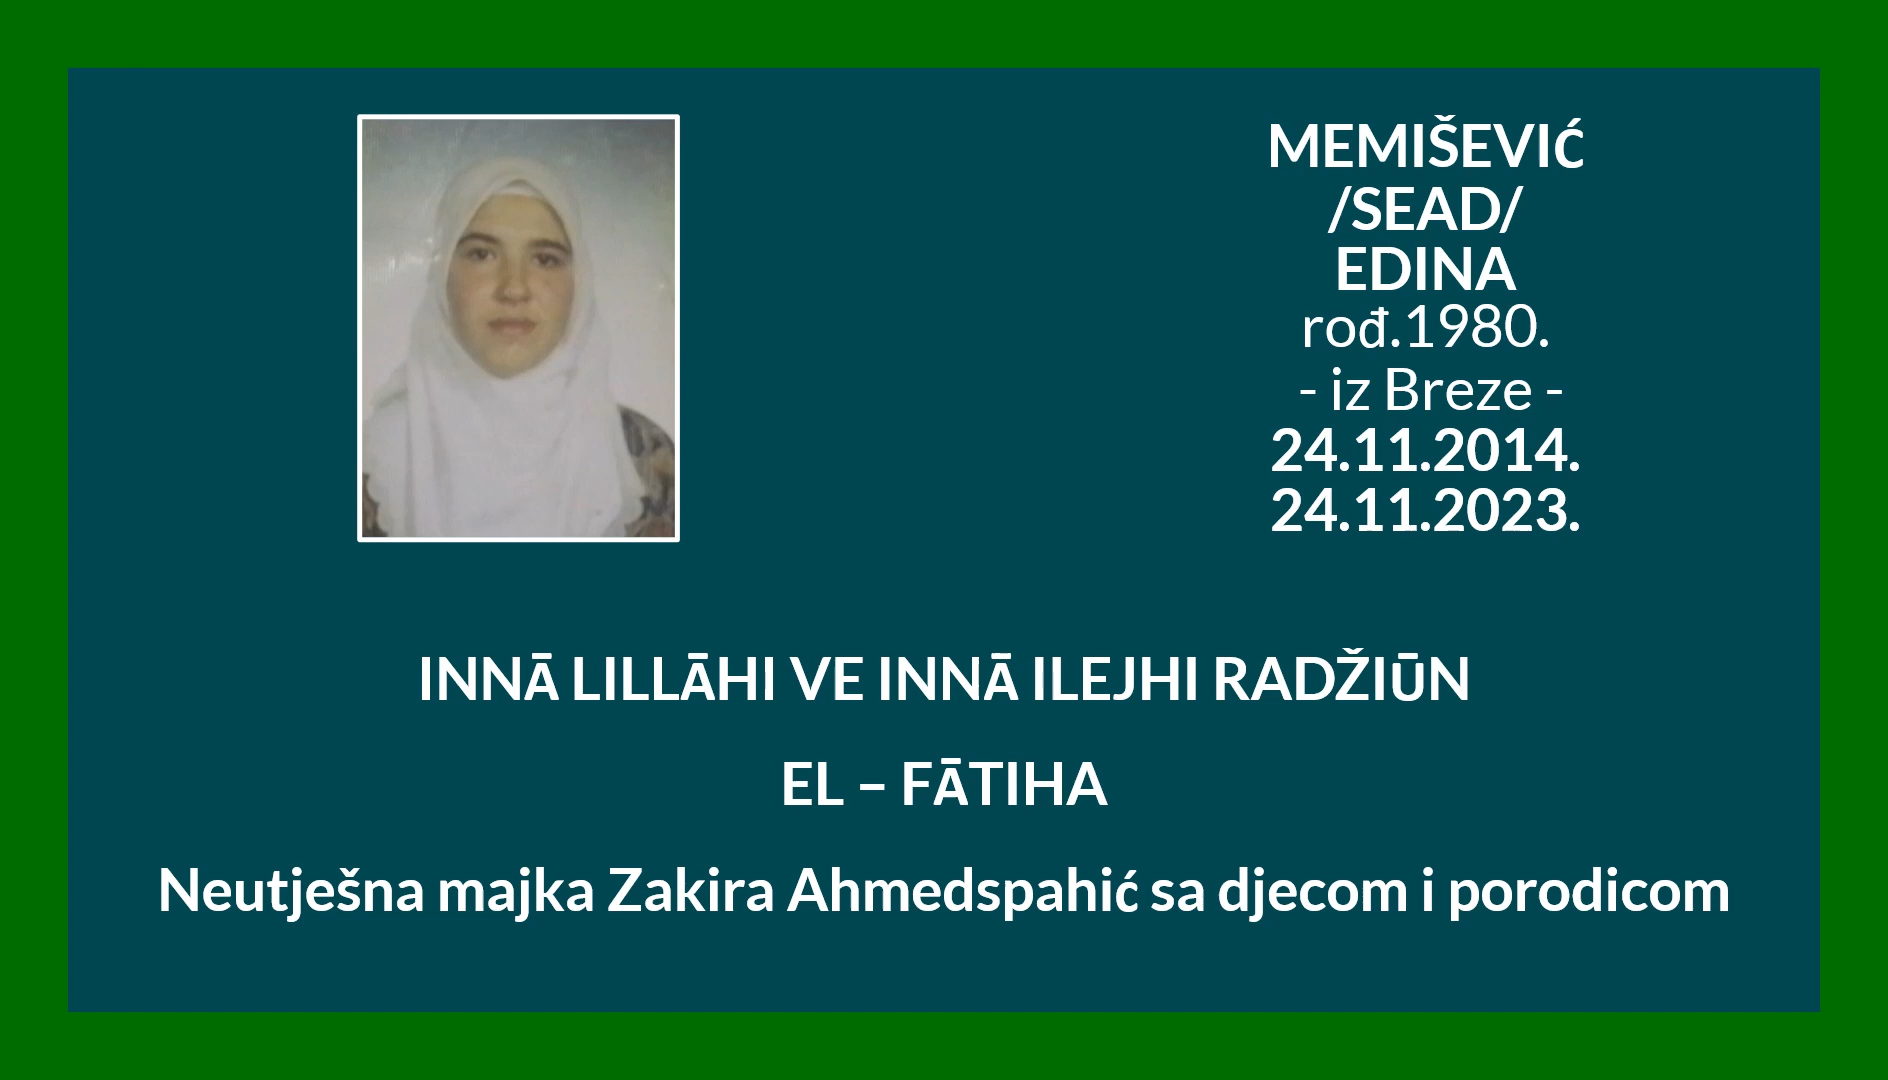 MEMIŠEVIĆ
/SEAD/
EDINA
rođ.1980.
- iz Breze -
24.11.2014.
24.11.2023.
INNĀ LILLĀHI VE INNĀ ILEJHI RADŽIŪN
EL – FĀTIHA
Neutješna majka Zakira Ahmedspahić sa djecom i porodicom